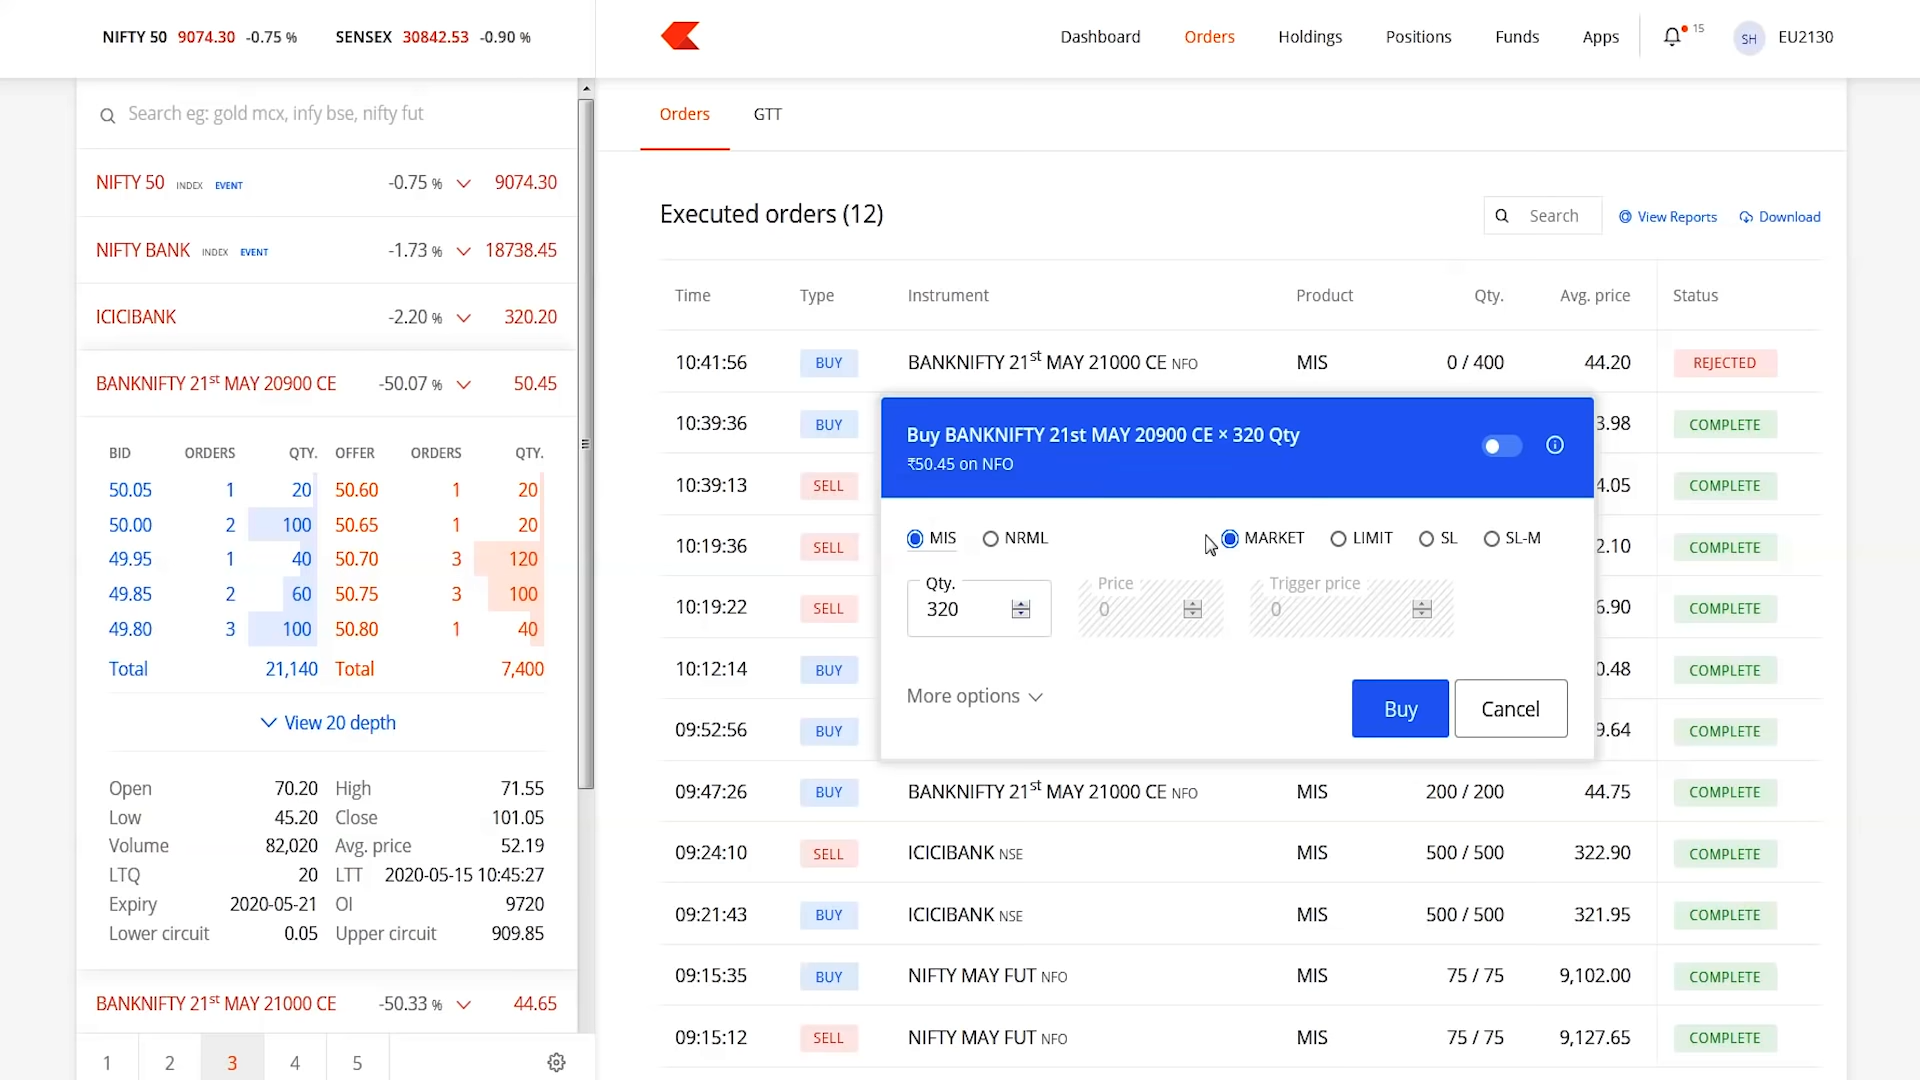 NIFTY 50 9074.30 -0.75 % SENSEX 30842.53 -0.90 %
Dashboard Orders Holdings Positions Funds Apps 15 SH EU2130
Search eg: gold mcx, infy bse, nifty fut
NIFTY 50 INDEX EVENT -0.75 % 9074.30
NIFTY BANK INDEX EVENT -1.73 % 18738.45
ICICIBANK -2.20 % 320.20
BANKNIFTY 21st MAY 20900 CE -50.07 % 50.45
BID ORDERS QTY. OFFER ORDERS QTY.
50.05 1 20 50.60 1 20
50.00 2 100 50.65 1 20
49.95 1 40 50.70 3 120
49.85 2 60 50.75 3 100
49.80 3 100 50.80 1 40
Total 21,140 Total 7,400
View 20 depth
Open 70.20 High 71.55
Low 45.20 Close 101.05
Volume 82,020 Avg. price 52.19
LTQ 20 LTT 2020-05-15 10:45:27
Expiry 2020-05-21 OI 9720
Lower circuit 0.05 Upper circuit 909.85
BANKNIFTY 21st MAY 21000 CE -50.33 % 44.65
1 2 3 4 5
Orders GTT
Executed orders (12)
Search View Reports Download
Time Type Instrument Product Qty. Avg. price Status
10:41:56 BUY BANKNIFTY 21st MAY 21000 CE NFO MIS 0 / 400 44.20 REJECTED
10:39:36 BUY 3.98 COMPLETE
10:39:13 SELL 4.05 COMPLETE
10:19:36 SELL 2.10 COMPLETE
10:19:22 SELL 6.90 COMPLETE
10:12:14 BUY 0.48 COMPLETE
09:52:56 BUY 9.64 COMPLETE
Buy BANKNIFTY 21st MAY 20900 CE × 320 Qty
₹50.45 on NFO
MIS NRML MARKET LIMIT SL SL-M
Qty. Price Trigger price
320 0 0
More options Buy Cancel
09:47:26 BUY BANKNIFTY 21st MAY 21000 CE NFO MIS 200 / 200 44.75 COMPLETE
09:24:10 SELL ICICIBANK NSE MIS 500 / 500 322.90 COMPLETE
09:21:43 BUY ICICIBANK NSE MIS 500 / 500 321.95 COMPLETE
09:15:35 BUY NIFTY MAY FUT NFO MIS 75 / 75 9,102.00 COMPLETE
09:15:12 SELL NIFTY MAY FUT NFO MIS 75 / 75 9,127.65 COMPLETE